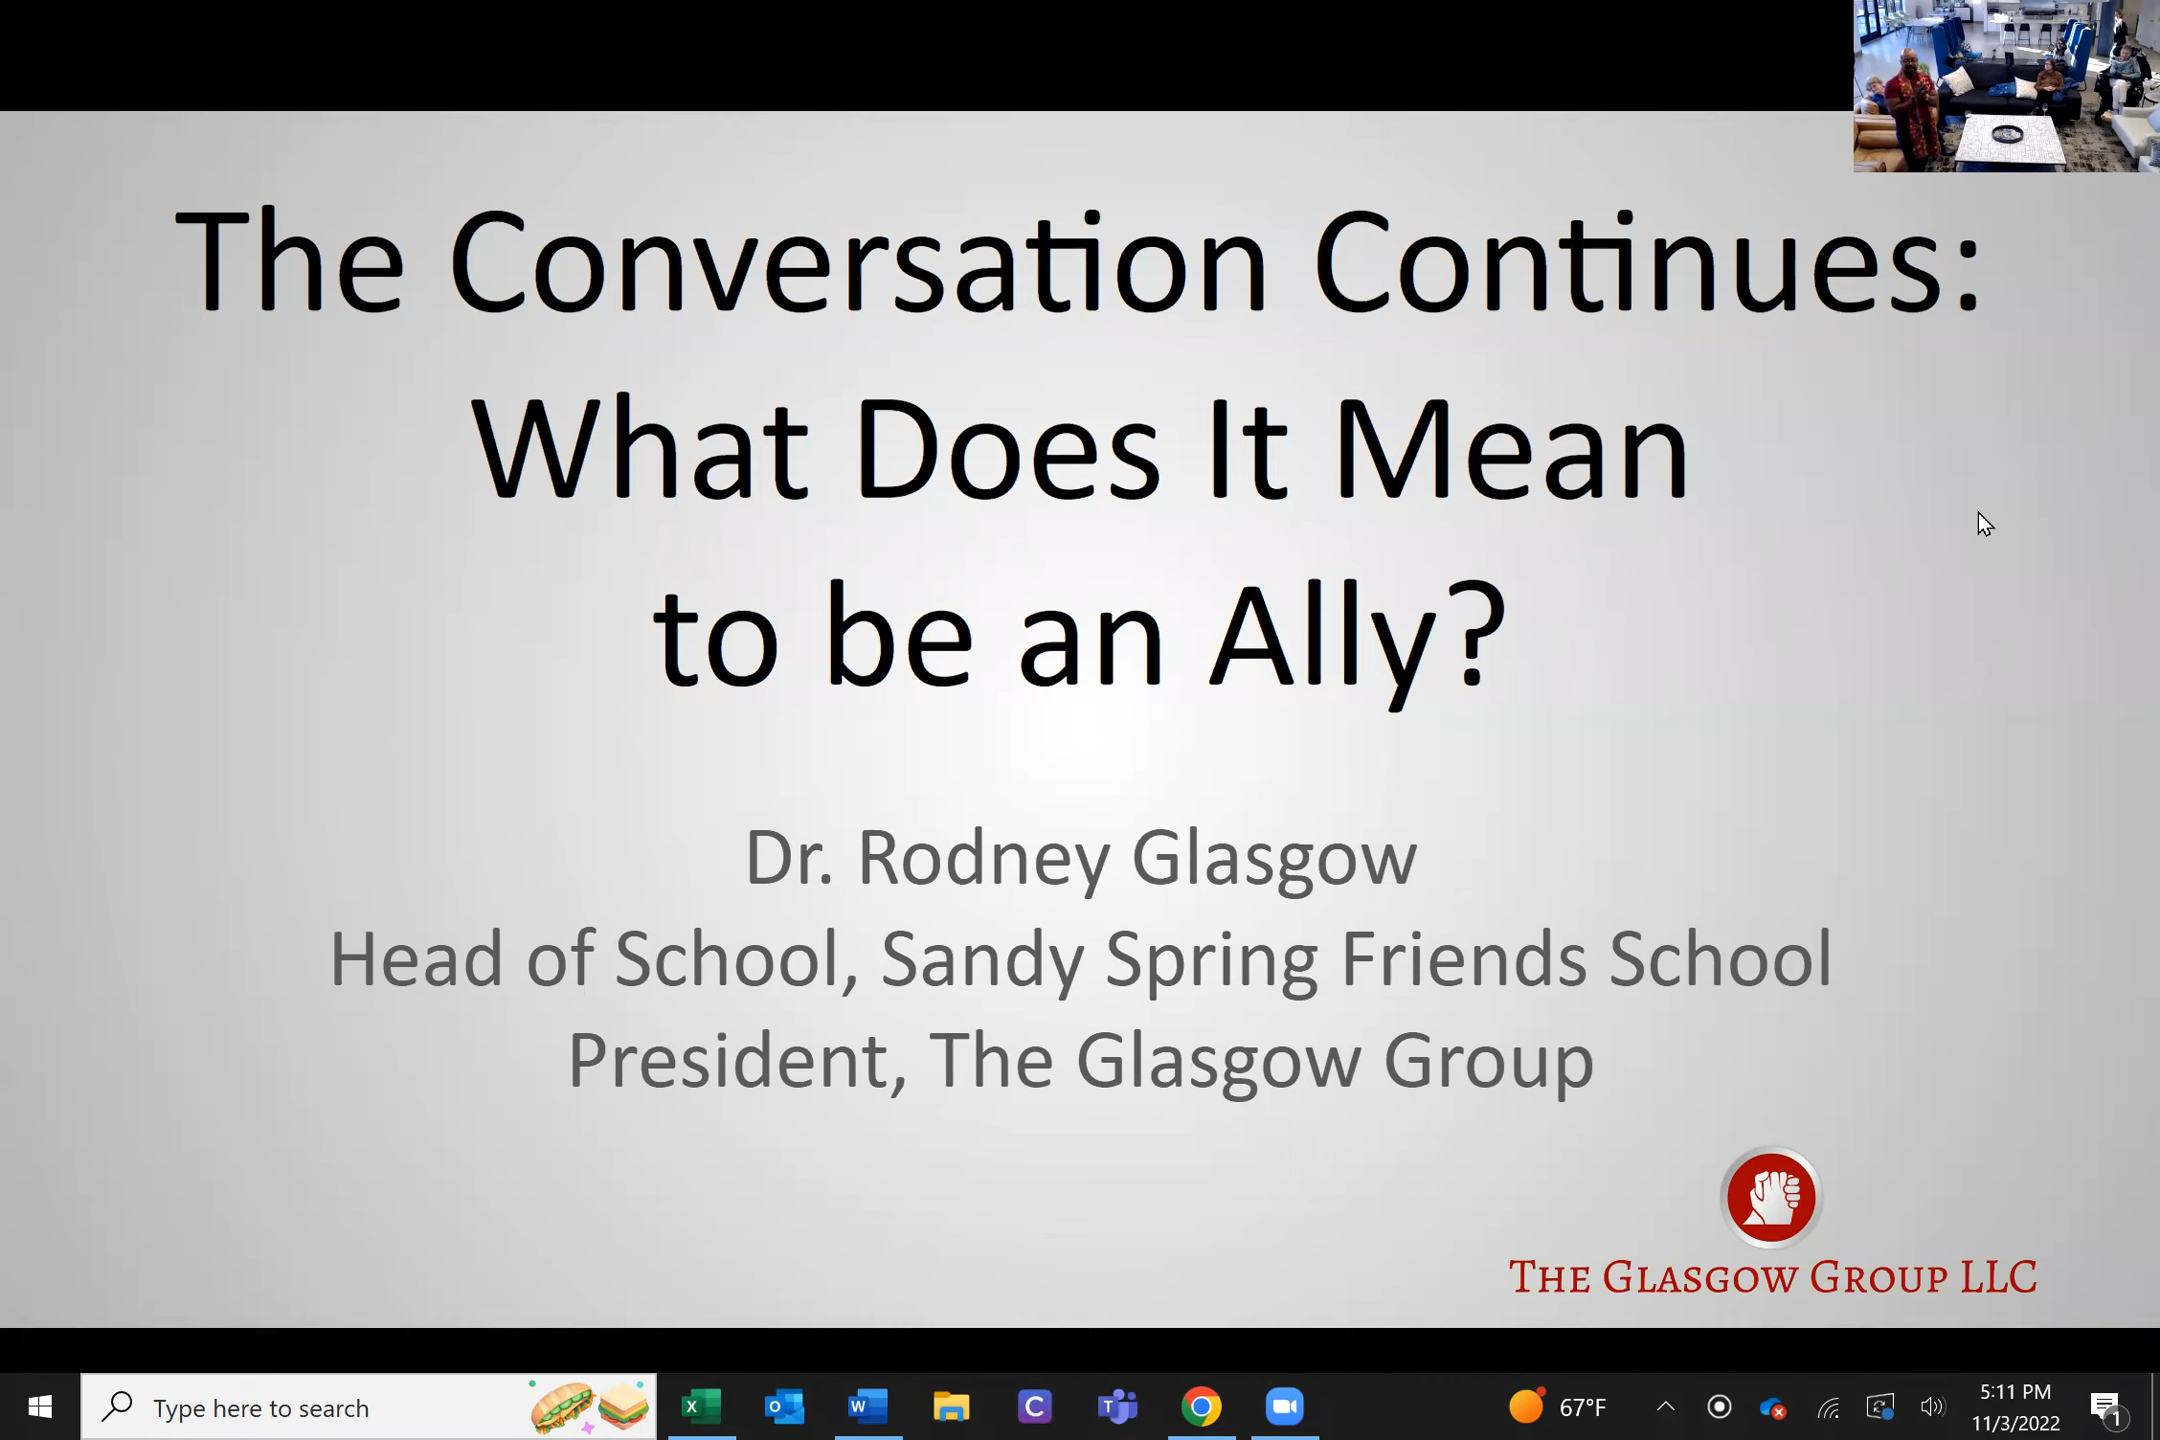 The Conversation Continues:
What Does It Mean
to be an Ally?
Dr. Rodney Glasgow
Head of School, Sandy Spring Friends School
President, The Glasgow Group
THE GLASGOW GROUP LLC
Type here to search
67°F
5:11 PM
11/3/2022
1